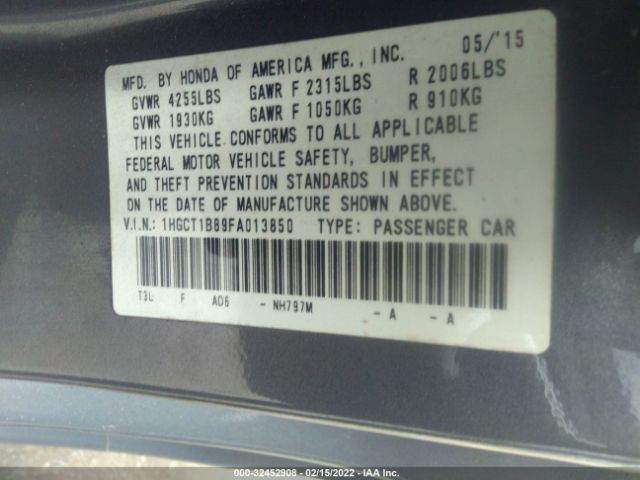 MFD. BY HONDA OF AMERICA MFG., INC. 05/'15
GVWR 4255LBS GAWR F 2315LBS R 2006LBS
GVWR 1930KG GAWR F 1050KG R 910KG
THIS VEHICLE CONFORMS TO ALL APPLICABLE
FEDERAL MOTOR VEHICLE SAFETY, BUMPER,
AND THEFT PREVENTION STANDARDS IN EFFECT
ON THE DATE OF MANUFACTURE SHOWN ABOVE.
V.I.N.: 1HGCT1B89FA013850 TYPE: PASSENGER CAR
T3L F AD6 - NH797M - A - A
000-32452908 - 02/15/2022 - IAA Inc.